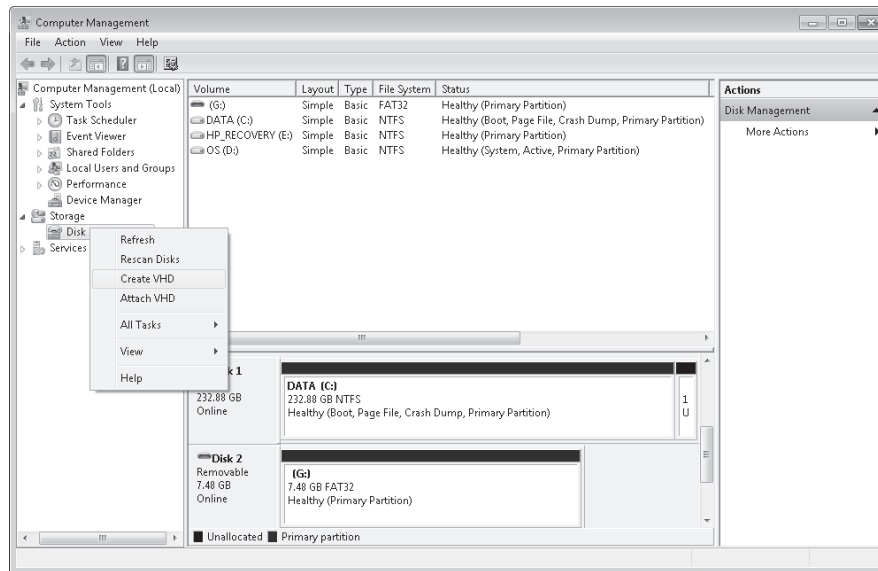 Computer Management
File Action View Help
Computer Management (Local)
System Tools
Task Scheduler
Event Viewer
Shared Folders
Local Users and Groups
Performance
Device Manager
Storage
Disk
Services
Refresh
Rescan Disks
Create VHD
Attach VHD
All Tasks
View
Help
Volume Layout Type File System Status
(G:) Simple Basic FAT32 Healthy (Primary Partition)
DATA (C:) Simple Basic NTFS Healthy (Boot, Page File, Crash Dump, Primary Partition)
HP_RECOVERY (E:) Simple Basic NTFS Healthy (Primary Partition)
OS (D:) Simple Basic NTFS Healthy (System, Active, Primary Partition)
k 1
232.88 GB
Online
DATA (C:)
232.88 GB NTFS
Healthy (Boot, Page File, Crash Dump, Primary Partition)
1
U
Disk 2
Removable
7.48 GB
Online
(G:)
7.48 GB FAT32
Healthy (Primary Partition)
Unallocated Primary partition
Actions
Disk Management
More Actions